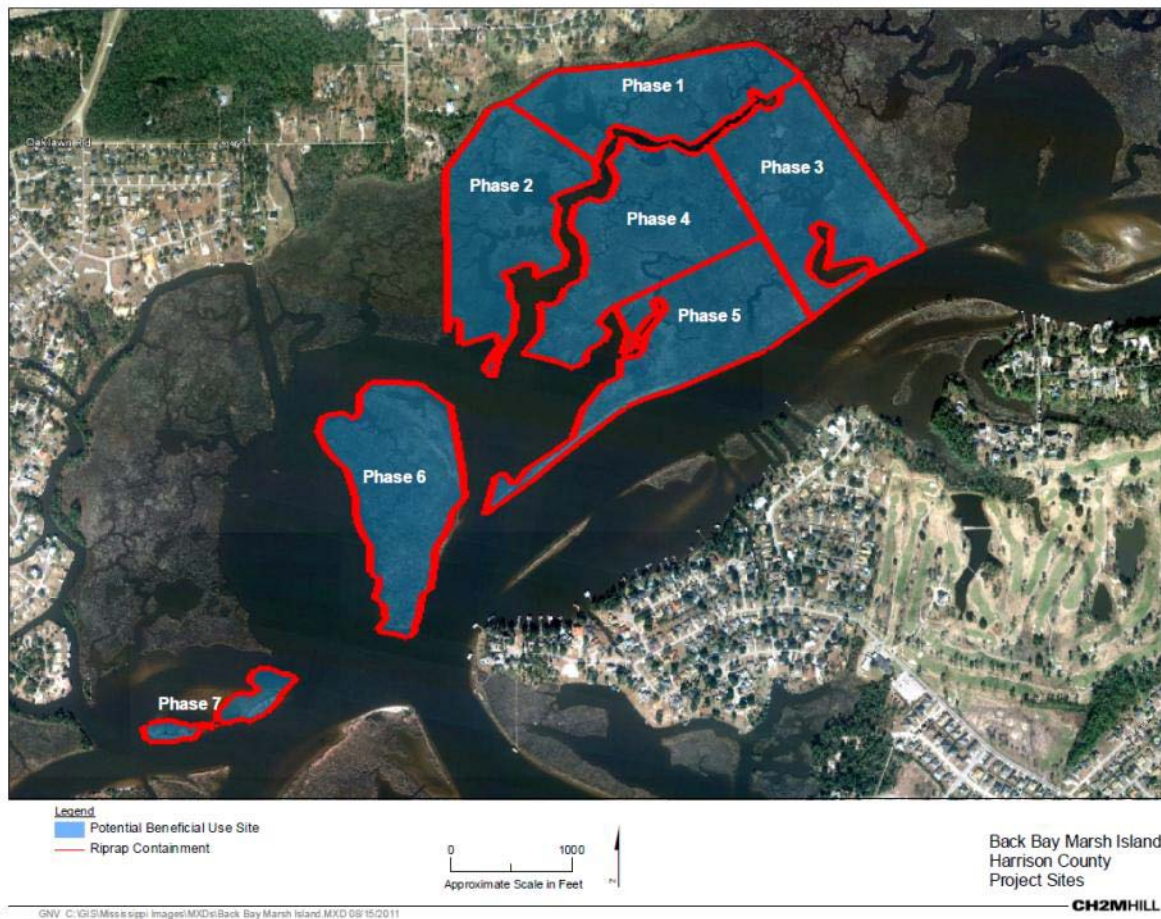 Phase 1
Oaklawn Rd
Phase 2
Phase 3
Phase 4
Phase 5
Phase 6
Phase 7
Legend
Potential Beneficial Use Site
Riprap Containment
0 1000
Approximate Scale in Feet
N
Back Bay Marsh Island
Harrison County
Project Sites
CH2MHILL
GNV C:\GIS\Mississippi Images\MXDs\Back Bay Marsh Island.MXD 08/15/2011